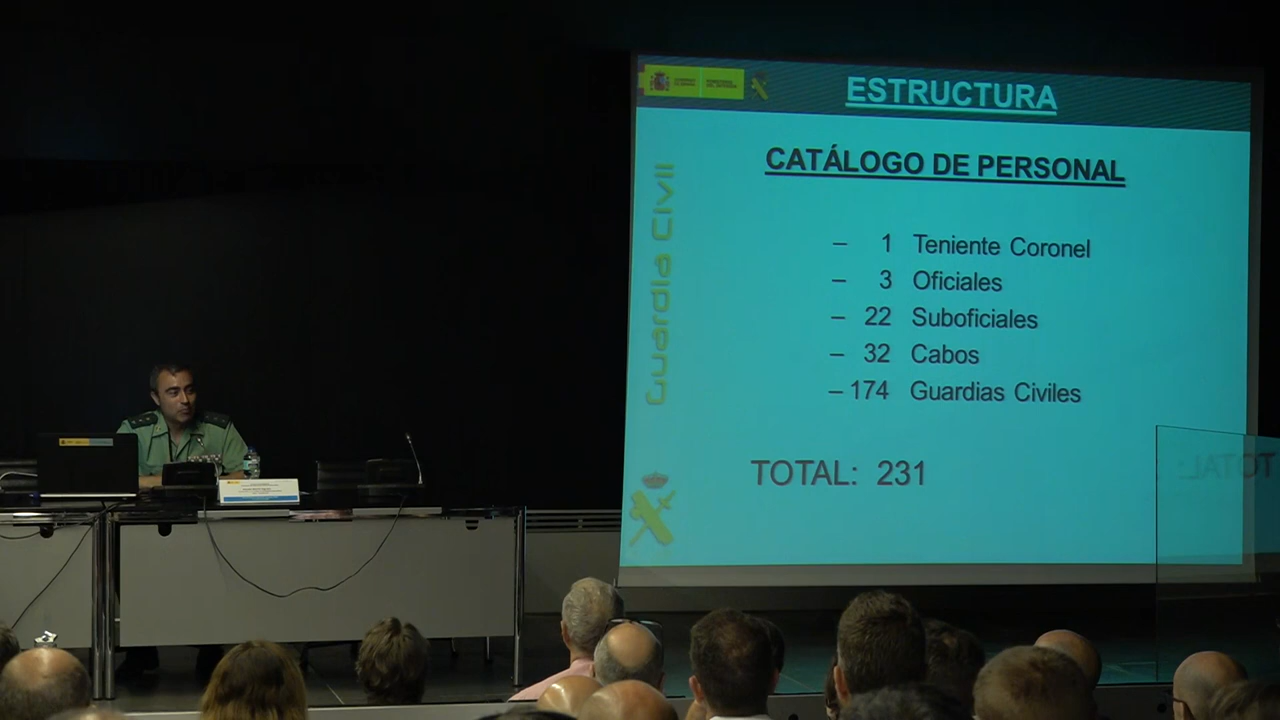 ESTRUCTURA
CATÁLOGO DE PERSONAL
– 1 Teniente Coronel
– 3 Oficiales
– 22 Suboficiales
– 32 Cabos
– 174 Guardias Civiles
TOTAL: 231
Guardia Civil